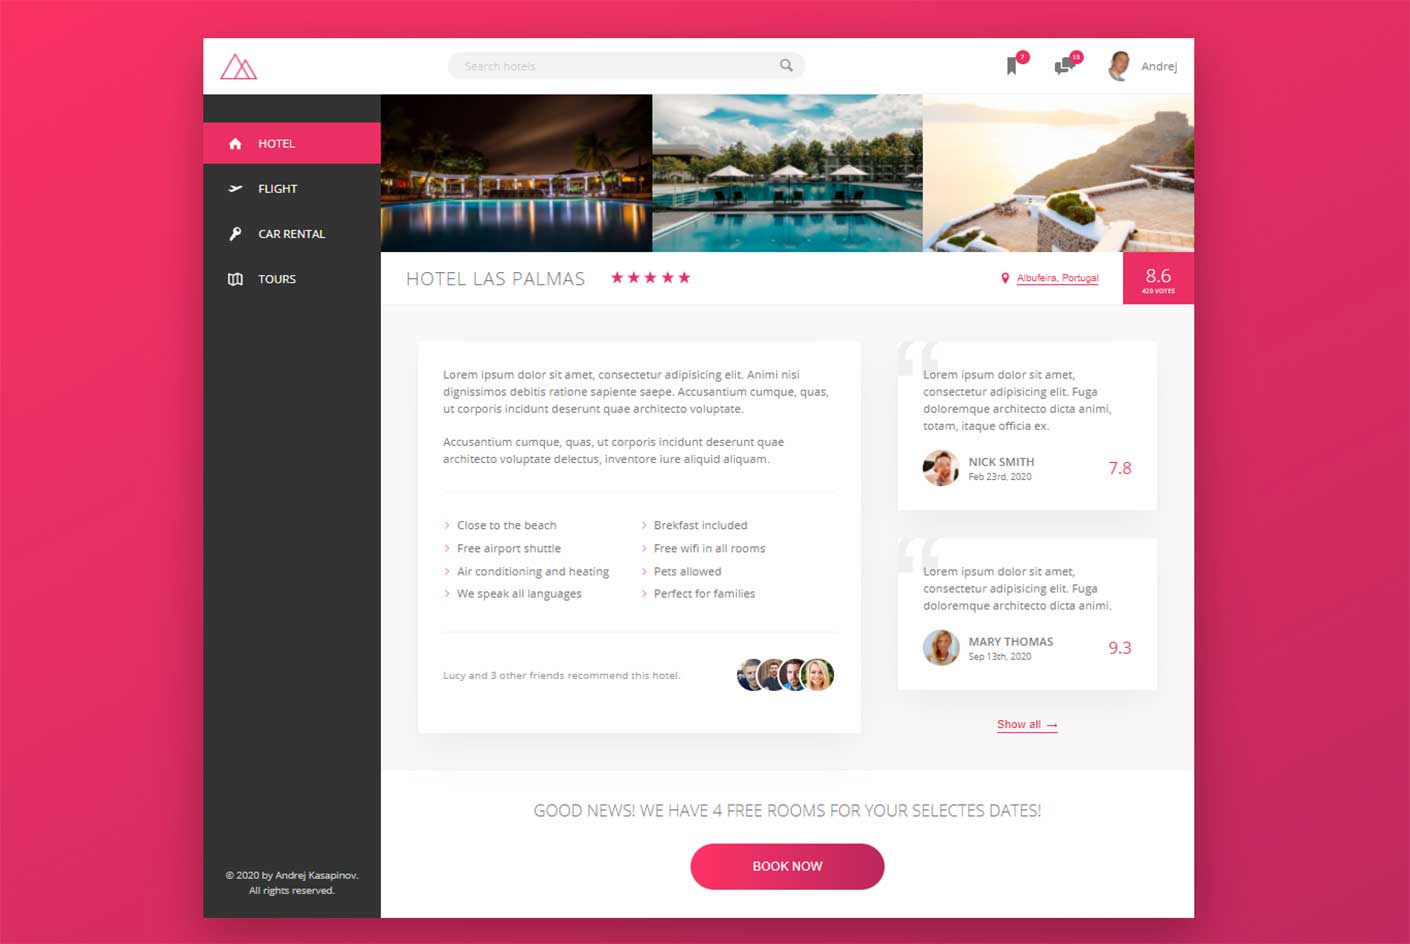 Search hotels
7
13
Andrej
HOTEL
FLIGHT
CAR RENTAL
TOURS
HOTEL LAS PALMAS
Albufeira, Portugal
8.6
429 VOTES
Lorem ipsum dolor sit amet, consectetur adipisicing elit. Animi nisi
dignissimos debitis ratione sapiente saepe. Accusantium cumque, quas,
ut corporis incidunt deserunt quae architecto voluptate.
Accusantium cumque, quas, ut corporis incidunt deserunt quae
architecto voluptate delectus, inventore iure aliquid aliquam.
Close to the beach
Free airport shuttle
Air conditioning and heating
We speak all languages
Brekfast included
Free wifi in all rooms
Pets allowed
Perfect for families
Lucy and 3 other friends recommend this hotel.
“
Lorem ipsum dolor sit amet,
consectetur adipisicing elit. Fuga
doloremque architecto dicta animi,
totam, itaque officia ex.
NICK SMITH
Feb 23rd, 2020
7.8
“
Lorem ipsum dolor sit amet,
consectetur adipisicing elit. Fuga
doloremque architecto dicta animi.
MARY THOMAS
Sep 13th, 2020
9.3
Show all →
GOOD NEWS! WE HAVE 4 FREE ROOMS FOR YOUR SELECTES DATES!
BOOK NOW
© 2020 by Andrej Kasapinov.
All rights reserved.